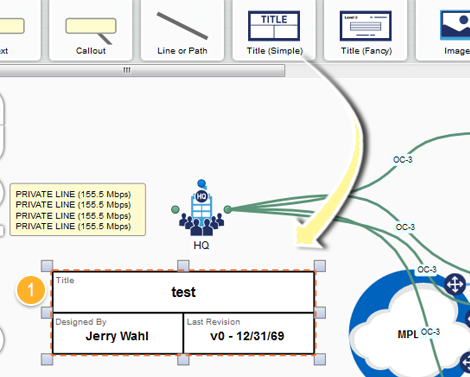 ext
Callout
Line or Path
TITLE
Title (Simple)
Level 2
Title (Fancy)
Image
OC-3
PRIVATE LINE (155.5 Mbps)
PRIVATE LINE (155.5 Mbps)
PRIVATE LINE (155.5 Mbps)
PRIVATE LINE (155.5 Mbps)
HQ
HQ
OC-3
OC-3
1
Title
test
Designed By
Jerry Wahl
Last Revision
v0 - 12/31/69
MPL
OC-3